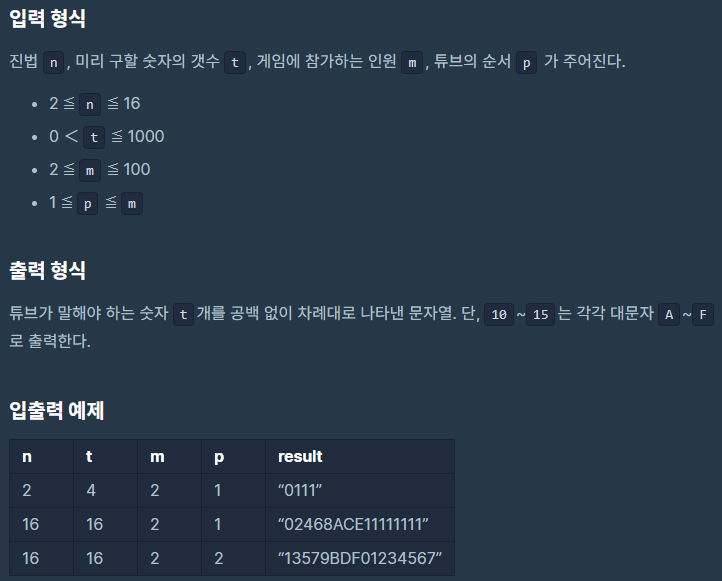 입력 형식
진법 n, 미리 구할 숫자의 갯수 t, 게임에 참가하는 인원 m, 튜브의 순서 p 가 주어진다.
• 2 ≦ n ≦ 16
• 0 < t ≦ 1000
• 2 ≦ m ≦ 100
• 1 ≦ p ≦ m
출력 형식
튜브가 말해야 하는 숫자 t 개를 공백 없이 차례대로 나타낸 문자열. 단, 10 ~ 15 는 각각 대문자 A ~ F
로 출력한다.
입출력 예제
n t m p result
2 4 2 1 “0111”
16 16 2 1 “02468ACE11111111”
16 16 2 2 “13579BDF01234567”